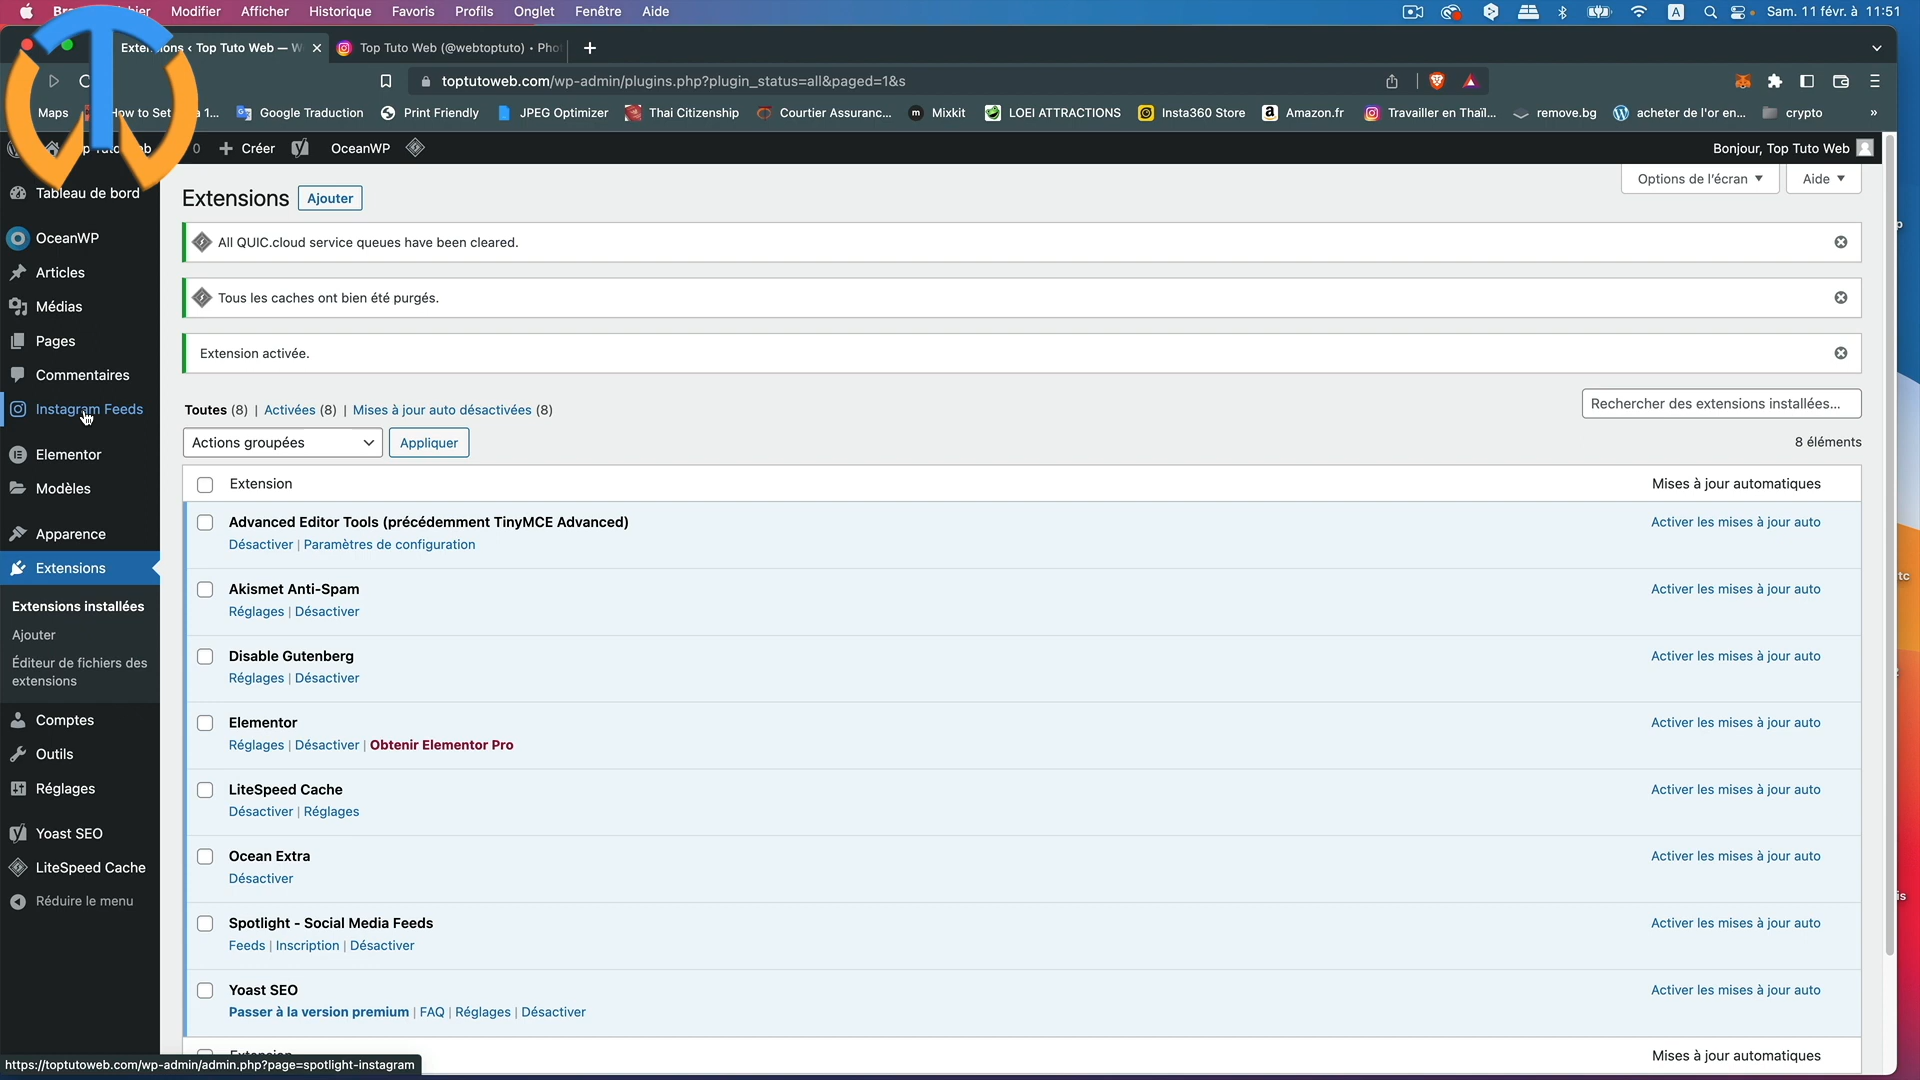 Modifier Afficher Historique Favoris Profils Onglet Fenêtre Aide
A Sam. 11 févr. à 11:51
Top Tuto Web — W
Top Tuto Web (@webtoptuto) • Pho
toptutoweb.com/wp-admin/plugins.php?plugin_status=all&paged=1&s
Maps
Google Traduction Print Friendly JPEG Optimizer Thai Citizenship Courtier Assuranc... Mixkit LOEI ATTRACTIONS Insta360 Store Amazon.fr Travailler en Thaïl... remove.bg acheter de l'or en... crypto »
0 Créer OceanWP
Bonjour, Top Tuto Web
Tableau de bord
OceanWP
Articles
Médias
Pages
Commentaires
Instagram Feeds
Elementor
Modèles
Apparence
Extensions
Extensions installées
Ajouter
Éditeur de fichiers des
extensions
Comptes
Outils
Réglages
Yoast SEO
LiteSpeed Cache
Réduire le menu
Options de l'écran Aide
Extensions Ajouter
All QUIC.cloud service queues have been cleared.
Tous les caches ont bien été purgés.
Extension activée.
Toutes (8) | Activées (8) | Mises à jour auto désactivées (8)
Rechercher des extensions installées...
Actions groupées Appliquer
8 éléments
Extension Mises à jour automatiques
Advanced Editor Tools (précédemment TinyMCE Advanced) Activer les mises à jour auto
Désactiver | Paramètres de configuration
Akismet Anti-Spam Activer les mises à jour auto
Réglages | Désactiver
Disable Gutenberg Activer les mises à jour auto
Réglages | Désactiver
Elementor Activer les mises à jour auto
Réglages | Désactiver | Obtenir Elementor Pro
LiteSpeed Cache Activer les mises à jour auto
Désactiver | Réglages
Ocean Extra Activer les mises à jour auto
Désactiver
Spotlight - Social Media Feeds Activer les mises à jour auto
Feeds | Inscription | Désactiver
Yoast SEO Activer les mises à jour auto
Passer à la version premium | FAQ | Réglages | Désactiver
Extension Mises à jour automatiques
https://toptutoweb.com/wp-admin/admin.php?page=spotlight-instagram